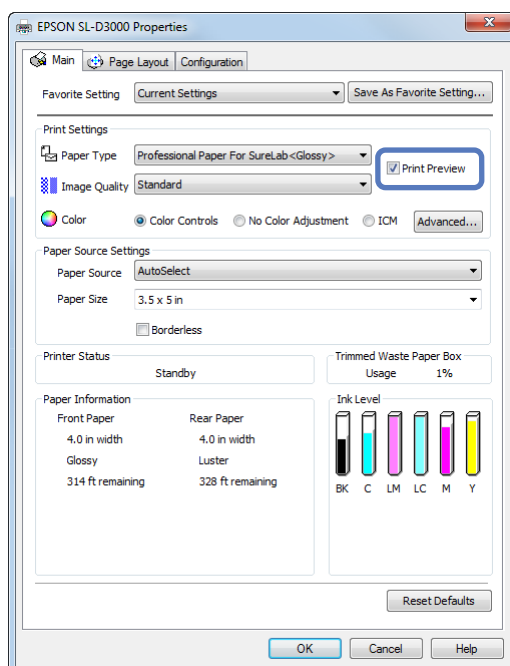 EPSON SL-D3000 Properties
Main Page Layout Configuration
Favorite Setting Current Settings Save As Favorite Setting...
Print Settings
Paper Type Professional Paper For SureLab<Glossy>
Print Preview
Image Quality Standard
Color Color Controls No Color Adjustment ICM Advanced...
Paper Source Settings
Paper Source AutoSelect
Paper Size 3.5 x 5 in
Borderless
Printer Status Trimmed Waste Paper Box
Standby Usage 1%
Paper Information Ink Level
Front Paper Rear Paper
4.0 in width 4.0 in width
Glossy Luster
314 ft remaining 328 ft remaining
BK C LM LC M Y
Reset Defaults
OK Cancel Help